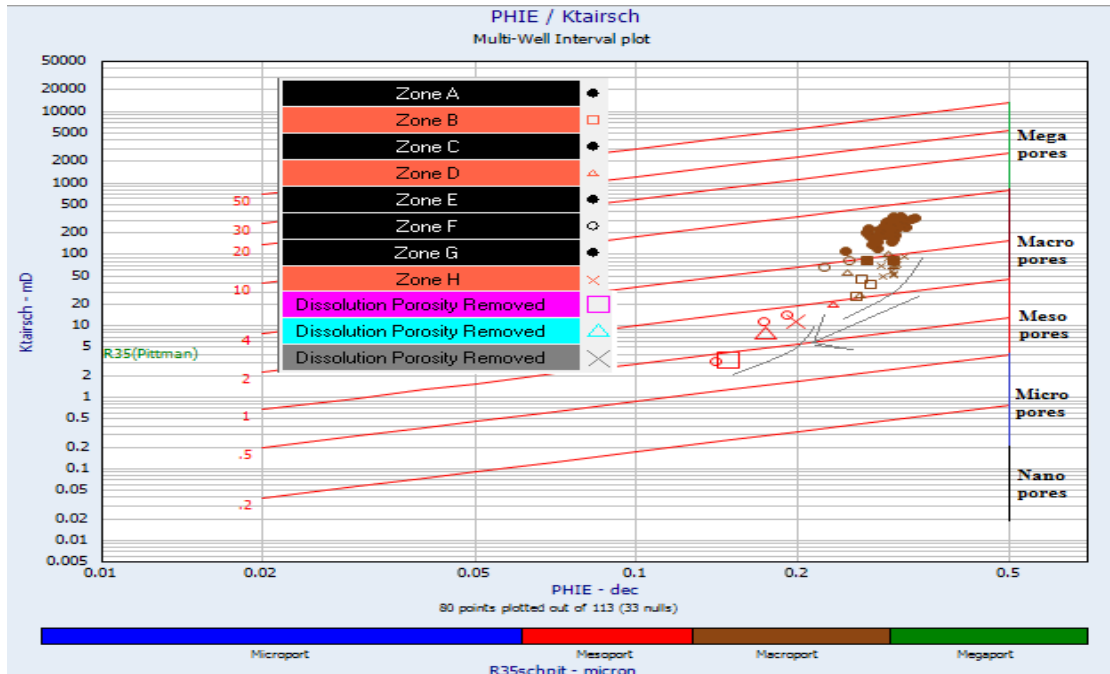 PHIE / Ktairsch
Multi-Well Interval plot
50000
20000
10000
5000
2000
1000
500
200
100
50
20
10
5
2
1
0.5
0.2
0.1
0.05
0.02
0.01
0.005
Ktairsch - mD
Zone A
Zone B
Zone C
Zone D
Zone E
Zone F
Zone G
Zone H
Dissolution Porosity Removed
Dissolution Porosity Removed
Dissolution Porosity Removed
50
30
20
10
4
R35(Pittman)
2
1
.5
.2
Mega
pores
Macro
pores
Meso
pores
Micro
pores
Nano
pores
0.01 0.02 0.05 0.1 0.2 0.5
PHIE - dec
80 points plotted out of 113 (33 nulls)
Microport Mesoport Macroport Megaport
R35schnit - micron